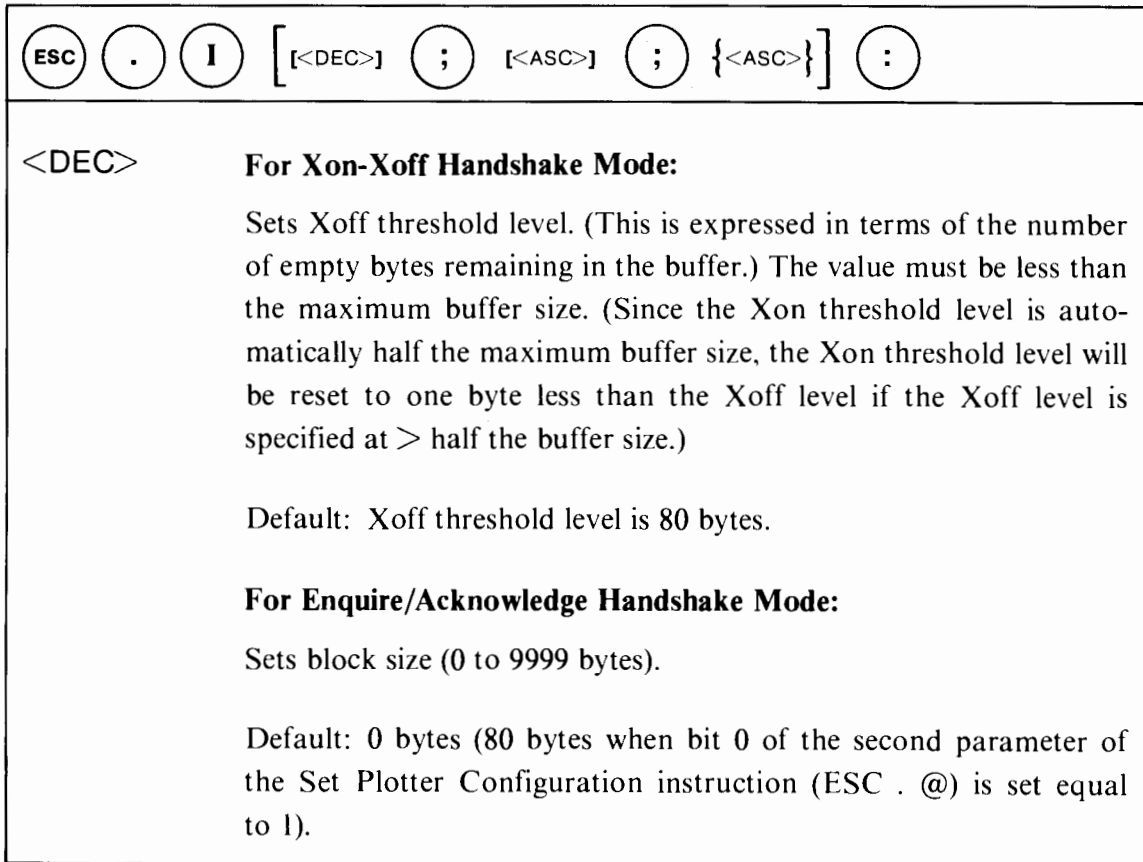 ESC . I [[<DEC>] ; [<ASC>] ; {<ASC>}] :
<DEC> For Xon-Xoff Handshake Mode:
Sets Xoff threshold level. (This is expressed in terms of the number
of empty bytes remaining in the buffer.) The value must be less than
the maximum buffer size. (Since the Xon threshold level is auto-
matically half the maximum buffer size, the Xon threshold level will
be reset to one byte less than the Xoff level if the Xoff level is
specified at > half the buffer size.)
Default: Xoff threshold level is 80 bytes.
For Enquire/Acknowledge Handshake Mode:
Sets block size (0 to 9999 bytes).
Default: 0 bytes (80 bytes when bit 0 of the second parameter of
the Set Plotter Configuration instruction (ESC . @) is set equal
to 1).